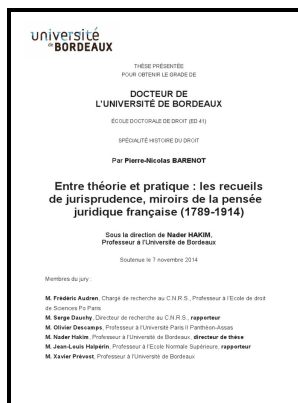 université
de BORDEAUX
THÈSE PRÉSENTÉE
POUR OBTENIR LE GRADE DE
DOCTEUR DE
L'UNIVERSITÉ DE BORDEAUX
ÉCOLE DOCTORALE DE DROIT (ED 41)
SPÉCIALITÉ HISTOIRE DU DROIT
Par Pierre-Nicolas BARENOT
Entre théorie et pratique : les recueils
de jurisprudence, miroirs de la pensée
juridique française (1789-1914)
Sous la direction de Nader HAKIM,
Professeur à l'Université de Bordeaux
Soutenue le 7 novembre 2014
Membres du jury :
M. Frédéric Audren, Chargé de recherche au C.N.R.S., Professeur à l'Ecole de droit
de Sciences Po Paris
M. Serge Dauchy, Directeur de recherche au C.N.R.S., rapporteur
M. Olivier Descamps, Professeur à l'Université Paris II Panthéon-Assas
M. Nader Hakim, Professeur à l'Université de Bordeaux, directeur de thèse
M. Jean-Louis Halpérin, Professeur à l'Ecole Normale Supérieure, rapporteur
M. Xavier Prévost, Professeur à l'Université de Bordeaux